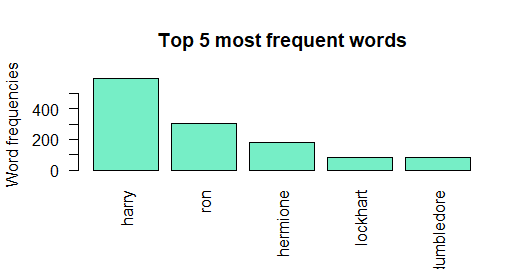 Top 5 most frequent words
Word frequencies
400
200
0
harry
ron
hermione
lockhart
dumbledore